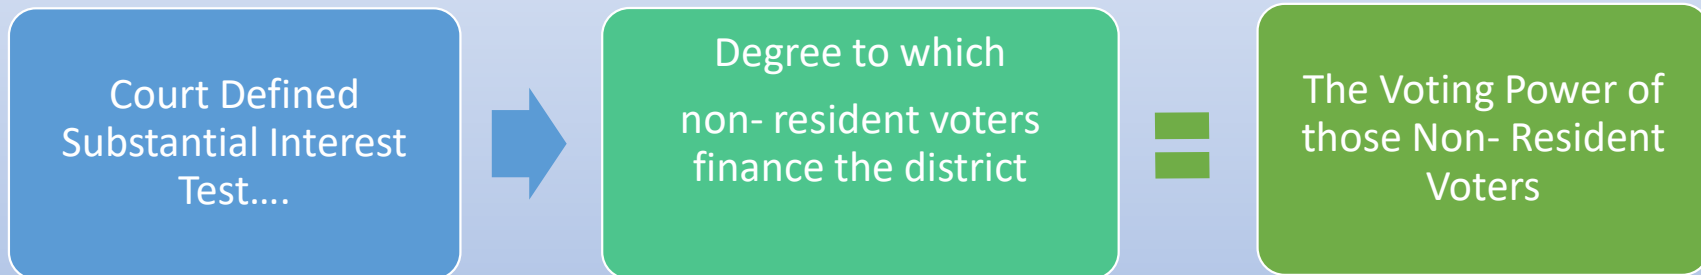 Court Defined
Substantial Interest
Test....
Degree to which
non- resident voters
finance the district
The Voting Power of
those Non- Resident
Voters